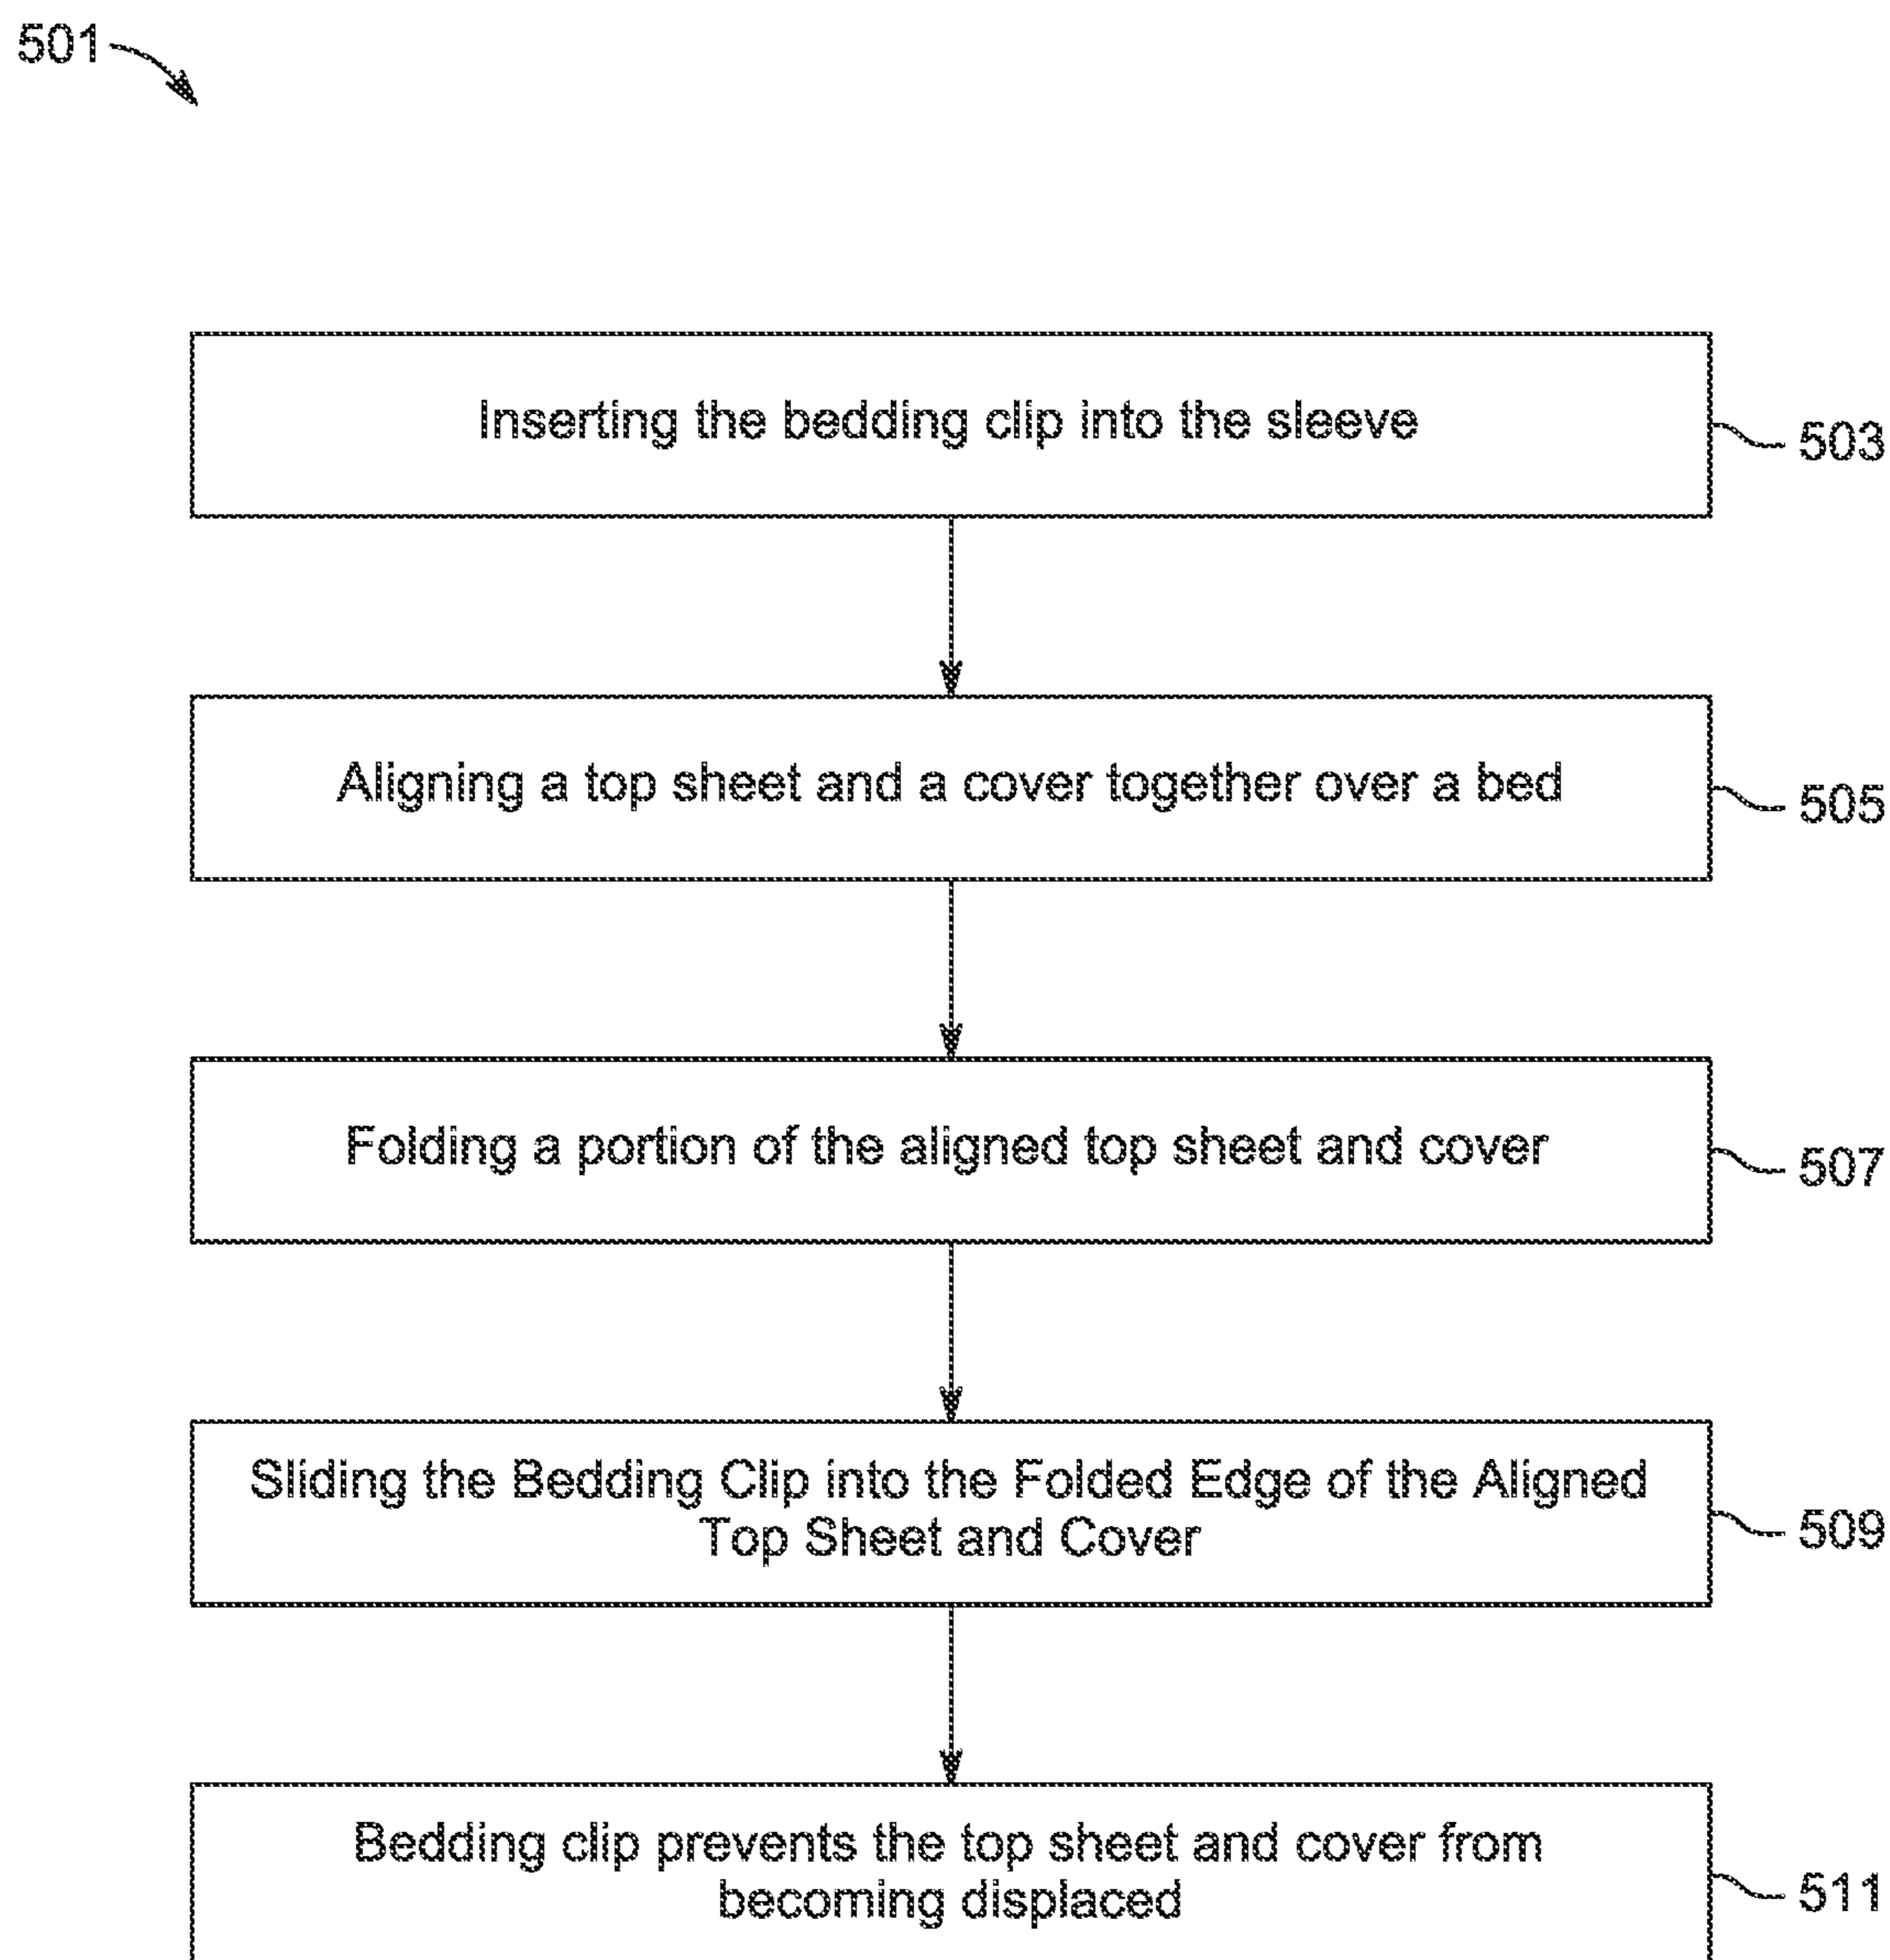 501
Inserting the bedding clip into the sleeve
503
Aligning a top sheet and a cover together over a bed
505
Folding a portion of the aligned top sheet and cover
507
Sliding the Bedding Clip into the Folded Edge of the Aligned
Top Sheet and Cover
509
Bedding clip prevents the top sheet and cover from
becoming displaced
511